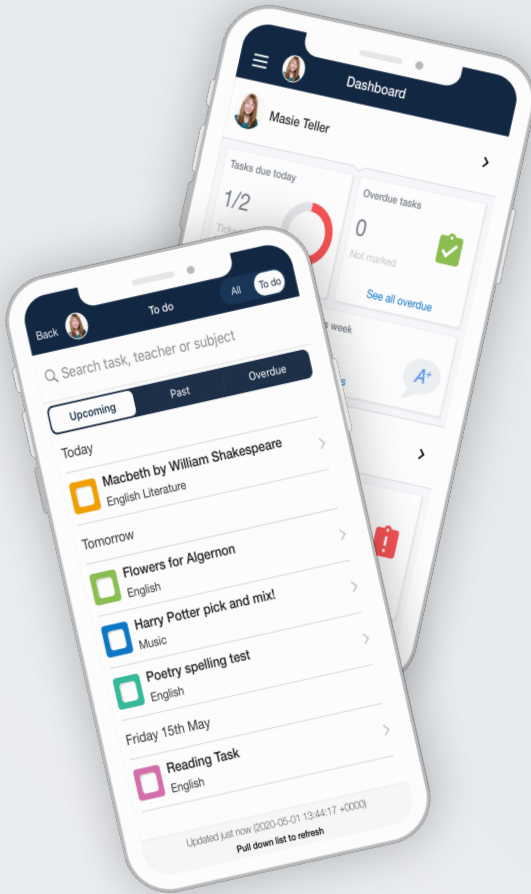 Dashboard
Masie Teller
Tasks due today
1/2
Overdue tasks
0
Not marked
See all overdue
week
A+
Back
To do
All
To do
Search task, teacher or subject
Upcoming
Past
Overdue
Today
Macbeth by William Shakespeare
English Literature
Tomorrow
Flowers for Algernon
English
Harry Potter pick and mix!
Music
Poetry spelling test
English
Friday 15th May
Reading Task
English
Updated just now (2020-05-01 13:44:17 +0000)
Pull down list to refresh